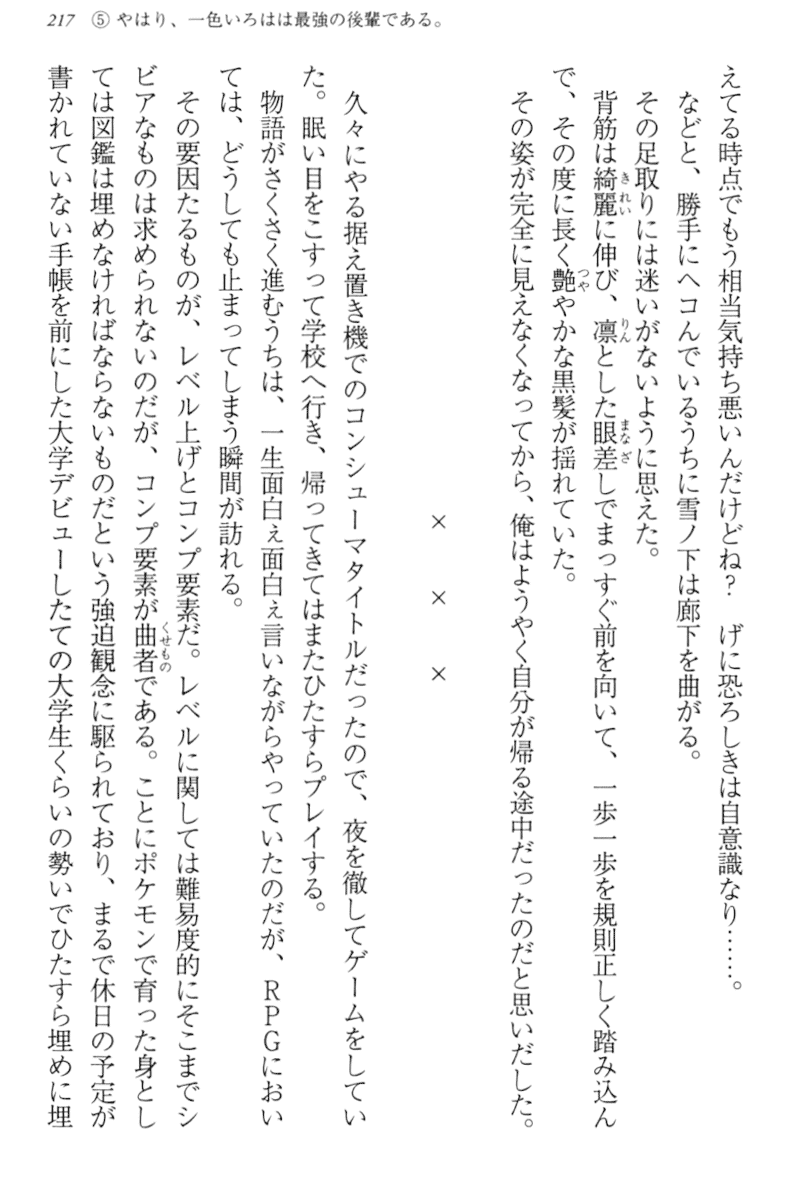 217 ⑤ やはり、一色いろはは最強の後輩である。
えてる時点でもう相当気持ち悪いんだけどね？　げに恐ろしきは自意識なり……。
　などと、勝手にヘコんでいるうちに雪ノ下は廊下を曲がる。
　その足取りには迷いがないように思えた。
　背筋は綺麗に伸び、凛とした眼差しでまっすぐ前を向いて、一歩一歩を規則正しく踏み込ん
で、その度に長く艶やかな黒髪が揺れていた。
　その姿が完全に見えなくなってから、俺はようやく自分が帰る途中だったのだと思いだした。
×　×　×
　久々にやる据え置き機でのコンシューマタイトルだったので、夜を徹してゲームをしてい
た。眠い目をこすって学校へ行き、帰ってきてはまたひたすらプレイする。
　物語がさくさく進むうちは、一生面白ぇ面白ぇ言いながらやっていたのだが、ＲＰＧにおい
ては、どうしても止まってしまう瞬間が訪れる。
　その要因たるものが、レベル上げとコンプ要素だ。レベルに関しては難易度的にそこまでシ
ビアなものは求められないのだが、コンプ要素が曲者である。ことにポケモンで育った身とし
ては図鑑は埋めなければならないものだという強迫観念に駆られており、まるで休日の予定が
書かれていない手帳を前にした大学デビューしたての大学生くらいの勢いでひたすら埋めに埋